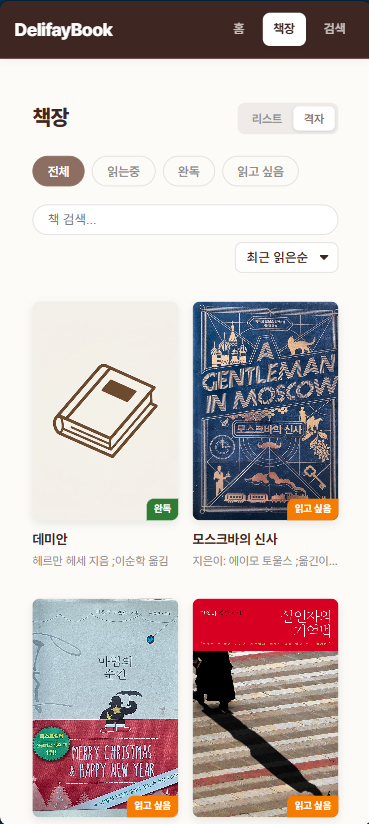 DelifayBook
홈
책장
검색
책장
리스트
격자
전체
읽는중
완독
읽고 싶음
책 검색...
최근 읽은순
A
GENTLEMAN
IN MOSCOW
모스크바의 신사
완독
읽고 싶음
데미안
헤르만 헤세 지음 ;이순학 옮김
모스크바의 신사
지은이: 에이모 토울스 ;옮긴이...
마법의
순간
MERRY CHRISTMAS
& HAPPY NEW YEAR
읽고 싶음
살인자의
기억법
읽고 싶음